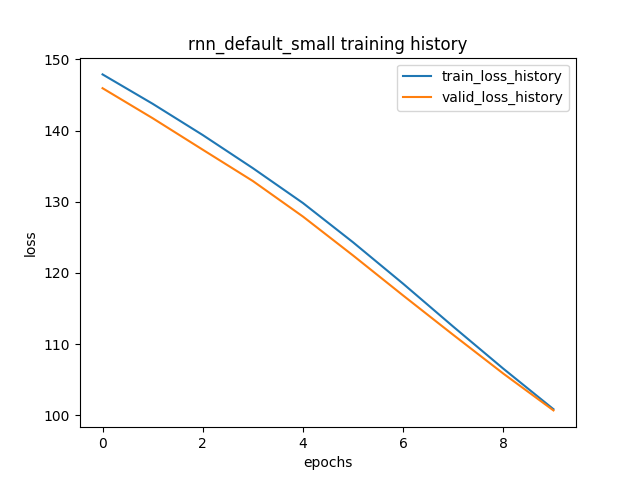 rnn_default_small training history
train_loss_history
valid_loss_history
150
140
130
120
110
100
loss
0 2 4 6 8
epochs